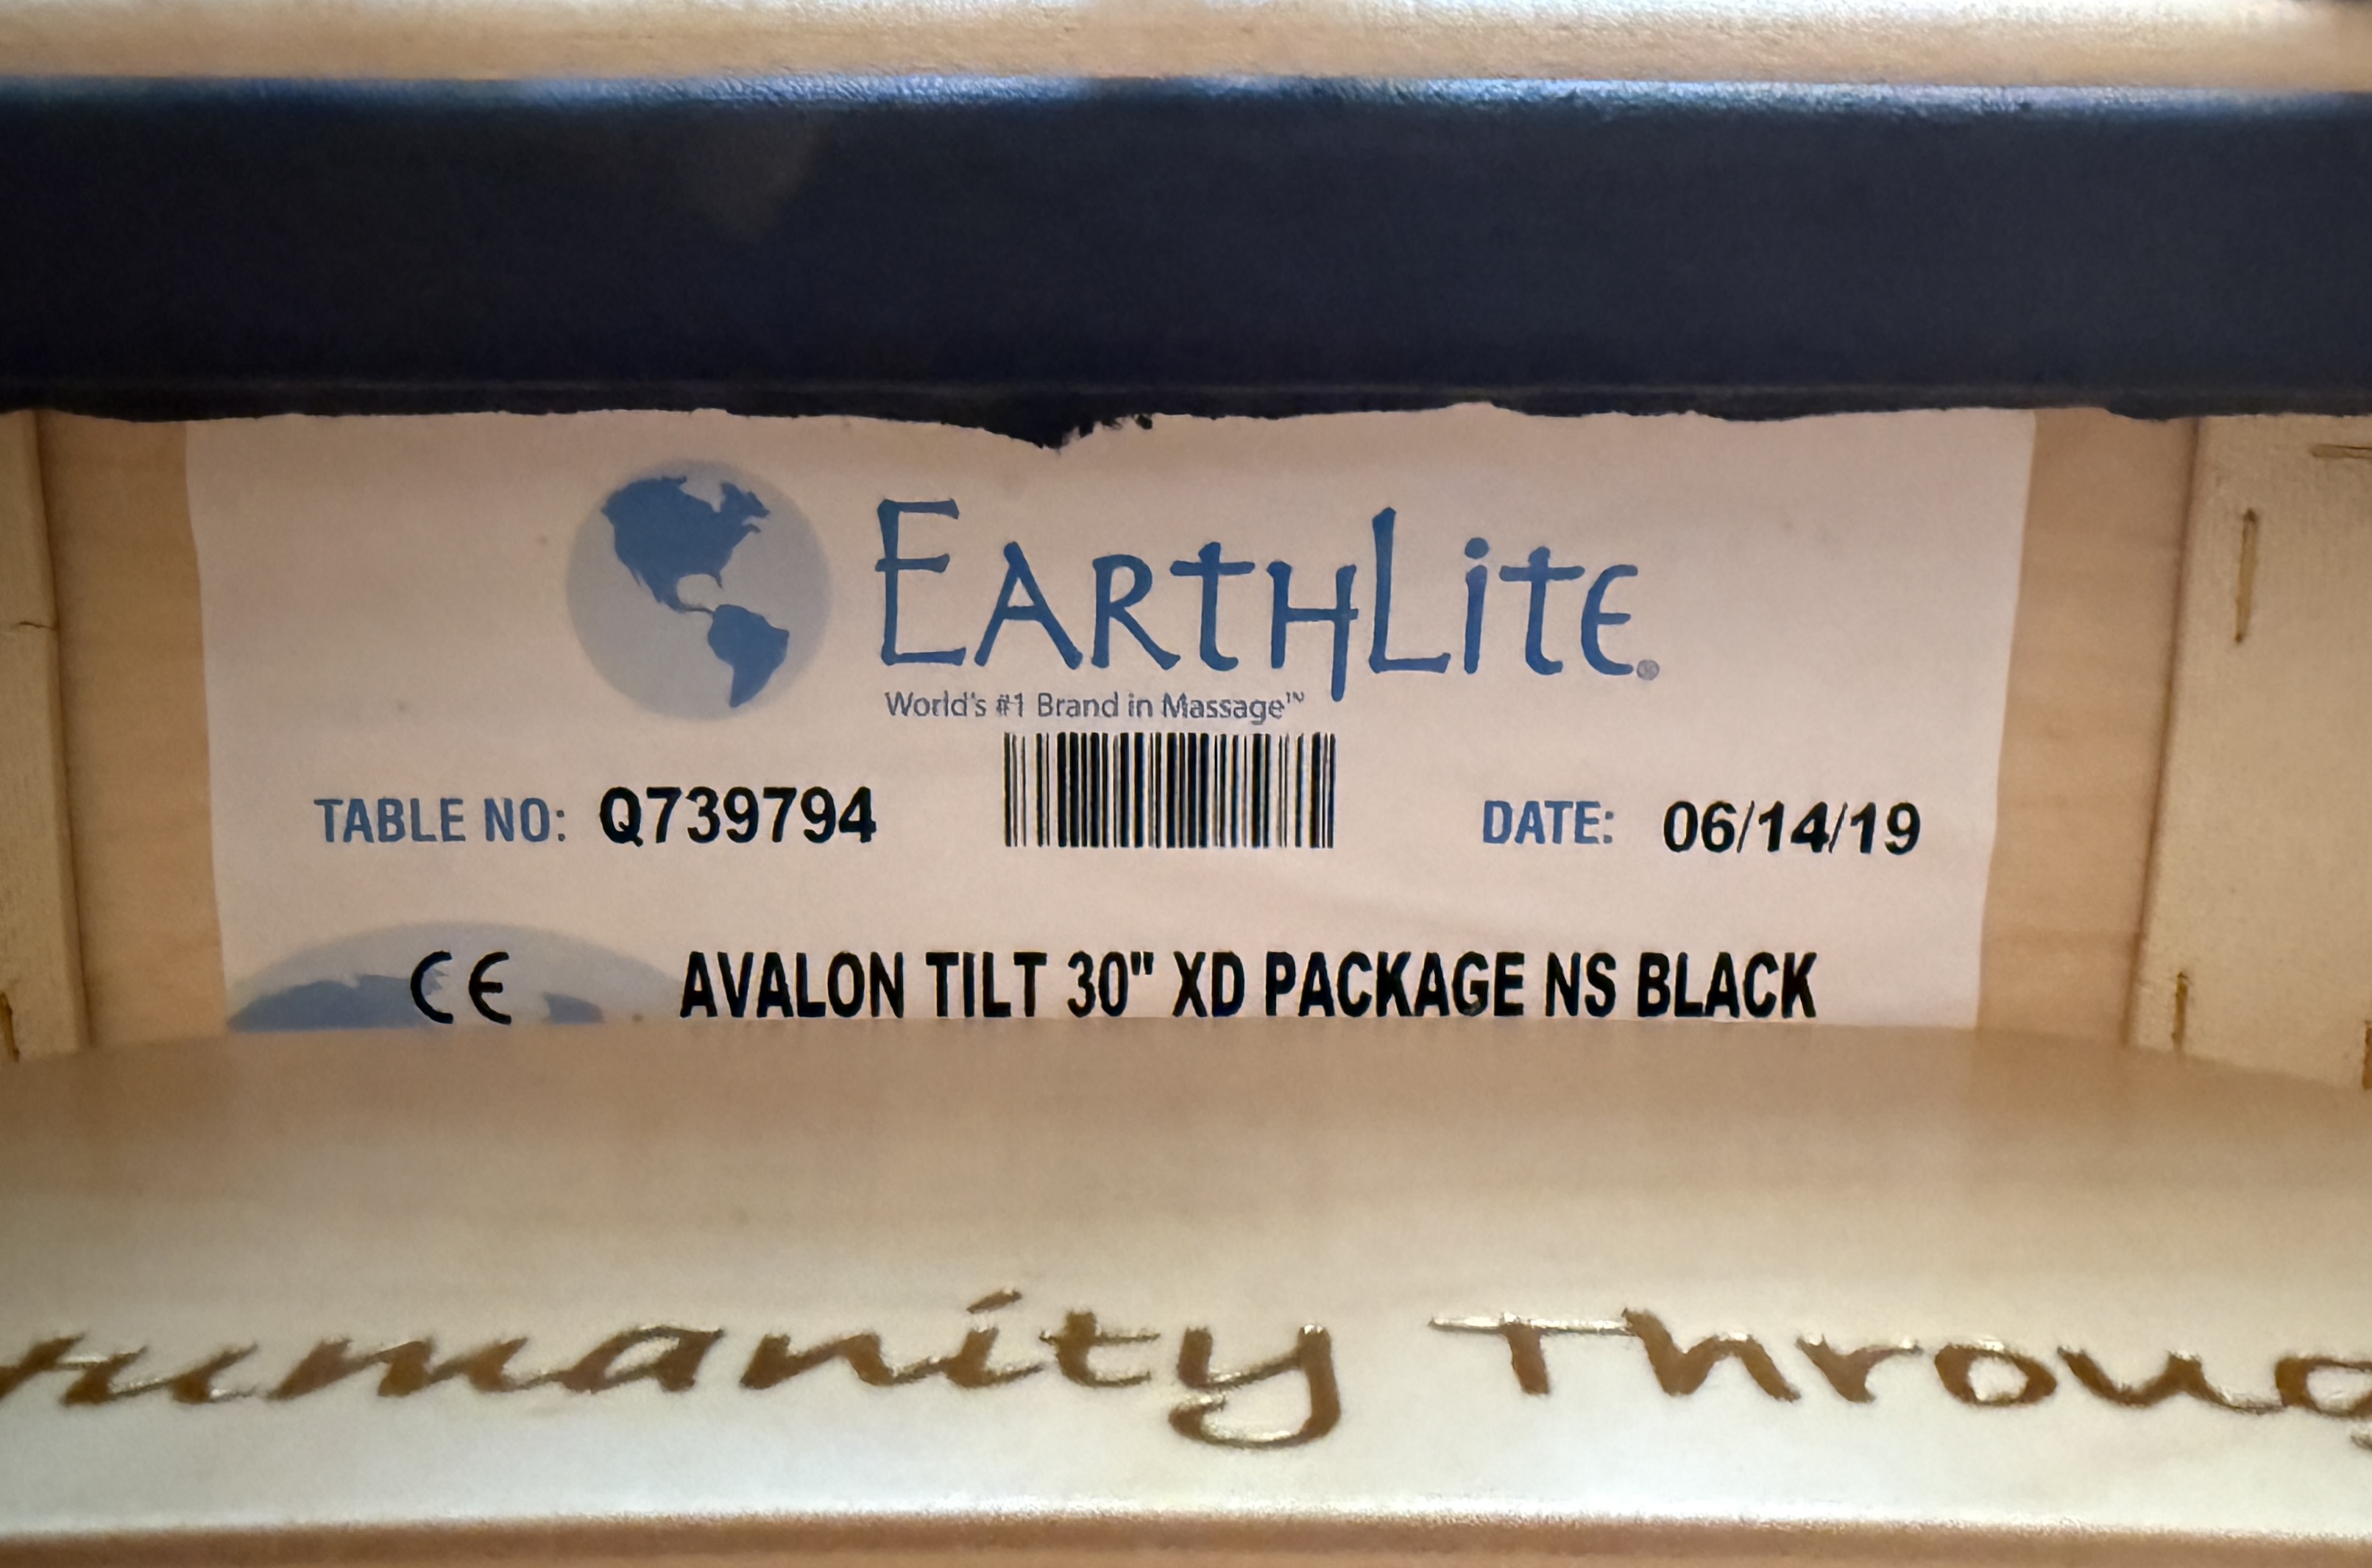 EARTHLITE®
World's #1 Brand in Massage™
TABLE NO: Q739794
DATE: 06/14/19
CE AVALON TILT 30" XD PACKAGE NS BLACK
Humanity Throug